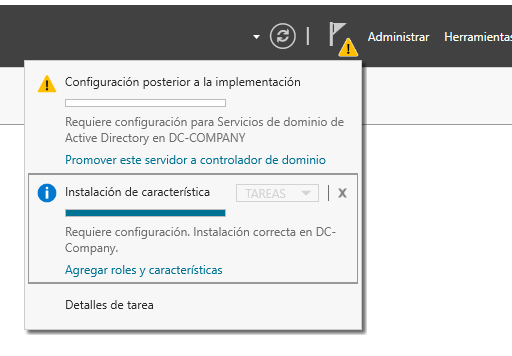 Administrar Herramientas
Configuración posterior a la implementación
Requiere configuración para Servicios de dominio de
Active Directory en DC-COMPANY
Promover este servidor a controlador de dominio
Instalación de característica TAREAS X
Requiere configuración. Instalación correcta en DC-
Company.
Agregar roles y características
Detalles de tarea